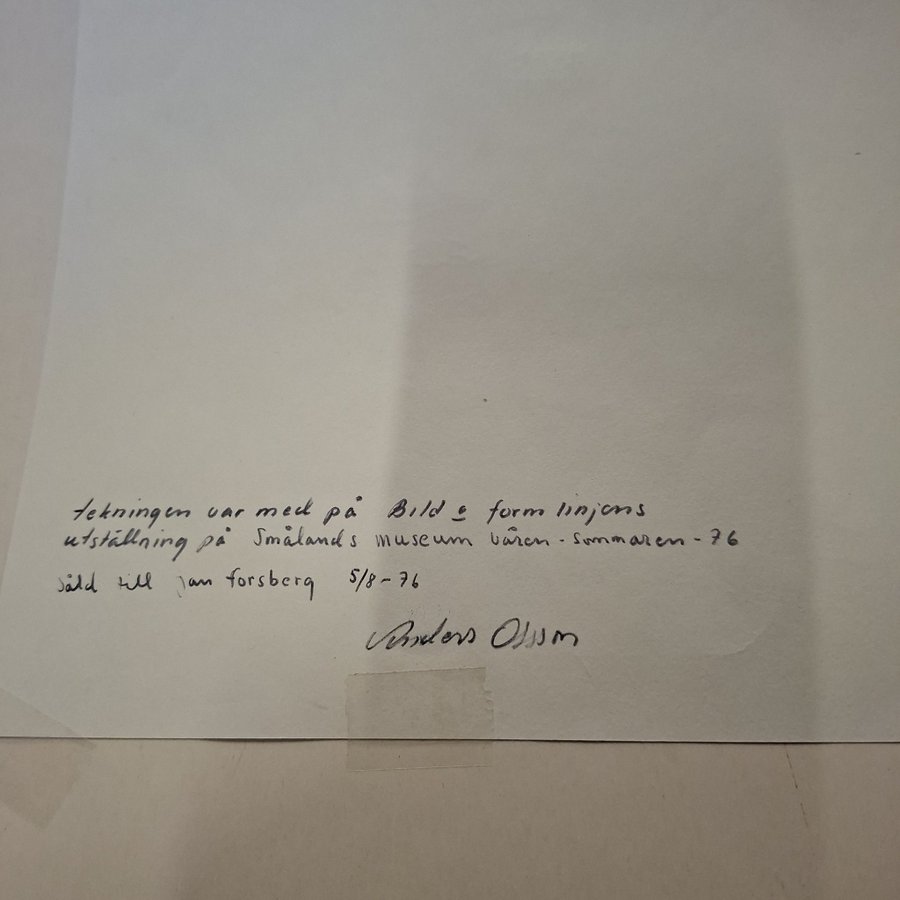 tekningen var med på Bild o form linjens
utställning på Smålands museum våren - sommaren - 76
såld till jan forsberg 5/8 - 76
Anders Olsson